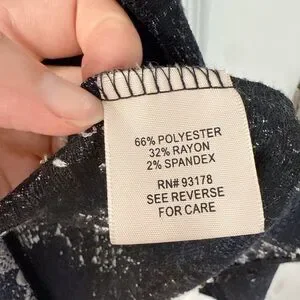 66% POLYESTER
32% RAYON
2% SPANDEX
RN# 93178
SEE REVERSE
FOR CARE